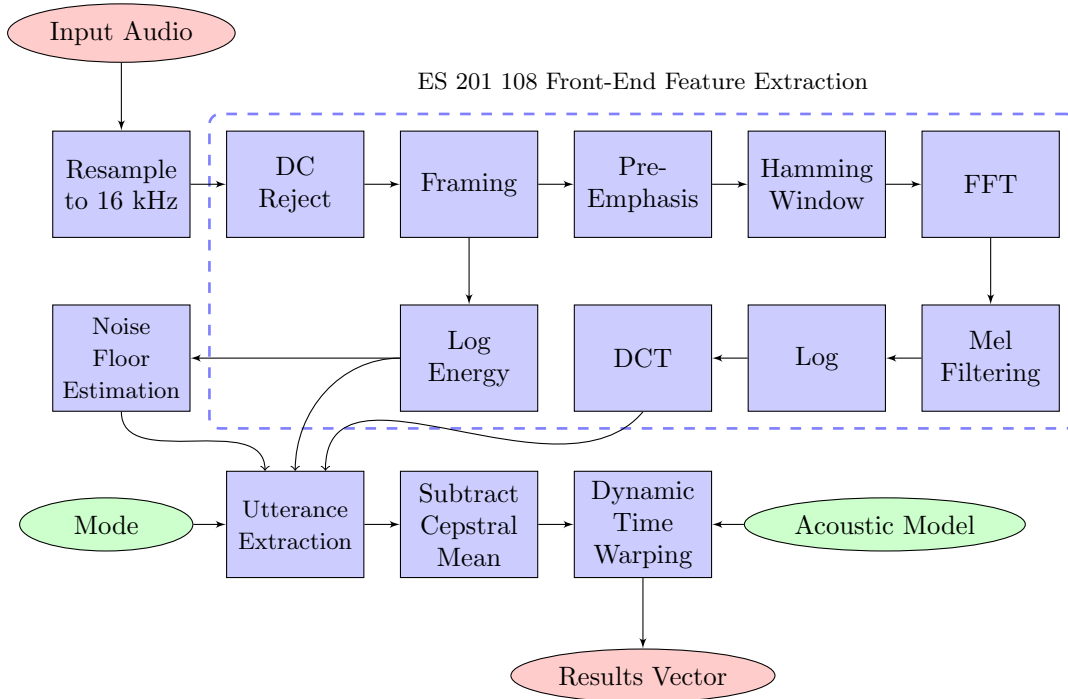 Input Audio
ES 201 108 Front-End Feature Extraction
Resample
to 16 kHz
DC
Reject
Framing
Pre-
Emphasis
Hamming
Window
FFT
Noise
Floor
Estimation
Log
Energy
DCT
Log
Mel
Filtering
Mode
Utterance
Extraction
Subtract
Cepstral
Mean
Dynamic
Time
Warping
Acoustic Model
Results Vector